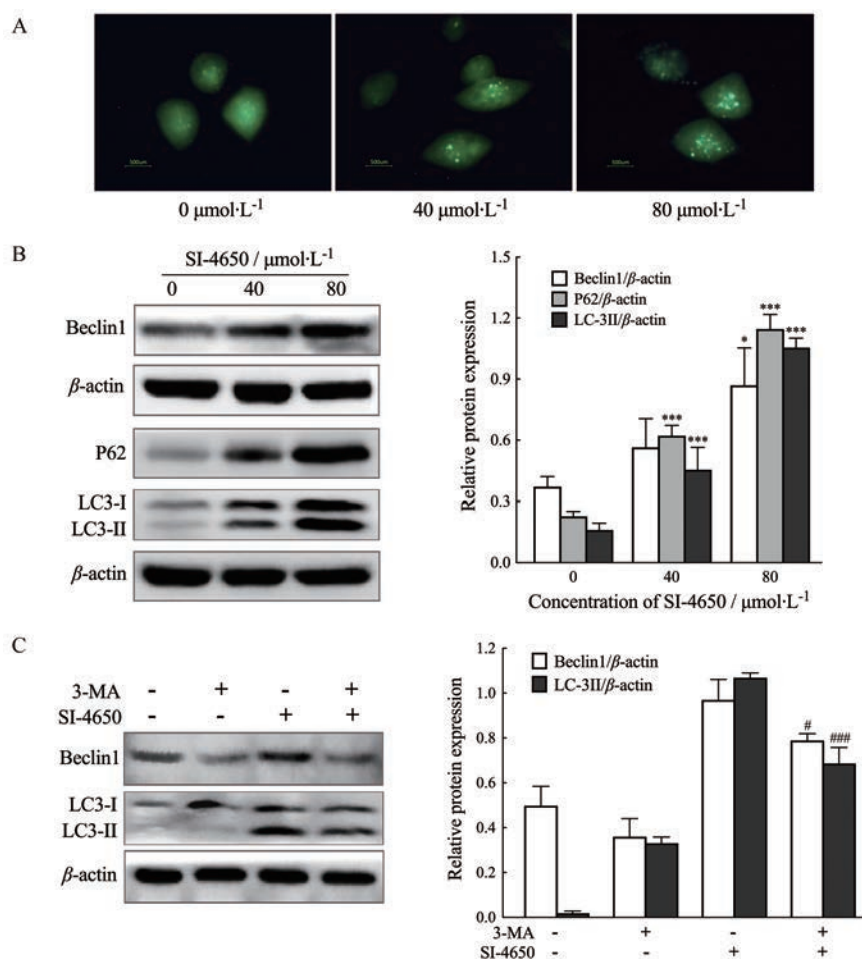 A
500um
500um
500um
0 μmol·L-1
40 μmol·L-1
80 μmol·L-1
B
SI-4650 / μmol·L-1
0 40 80
Beclin1
β-actin
P62
LC3-I
LC3-II
β-actin
Relative protein expression
1.5
1.2
0.9
0.6
0.3
0.0
Beclin1/β-actin
P62/β-actin
LC-3II/β-actin
*** ***
* *** ***
0 40 80
Concentration of SI-4650 / μmol·L-1
C
3-MA - + - +
SI-4650 - - + +
Beclin1
LC3-I
LC3-II
β-actin
Relative protein expression
1.2
1.0
0.8
0.6
0.4
0.2
0.0
Beclin1/β-actin
LC-3II/β-actin
# ###
3-MA - + - +
SI-4650 - - + +